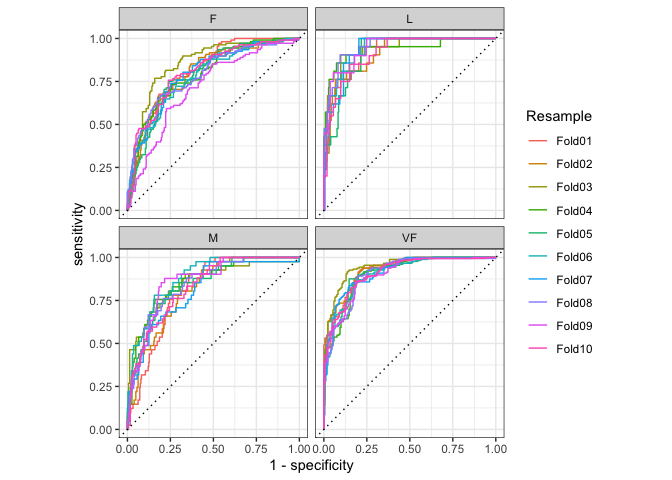 F
L
1.00
0.75
0.50
0.25
0.00
M
VF
1.00
0.75
0.50
0.25
0.00
0.00 0.25 0.50 0.75 1.00 0.00 0.25 0.50 0.75 1.00
1 - specificity
sensitivity
Resample
Fold01
Fold02
Fold03
Fold04
Fold05
Fold06
Fold07
Fold08
Fold09
Fold10